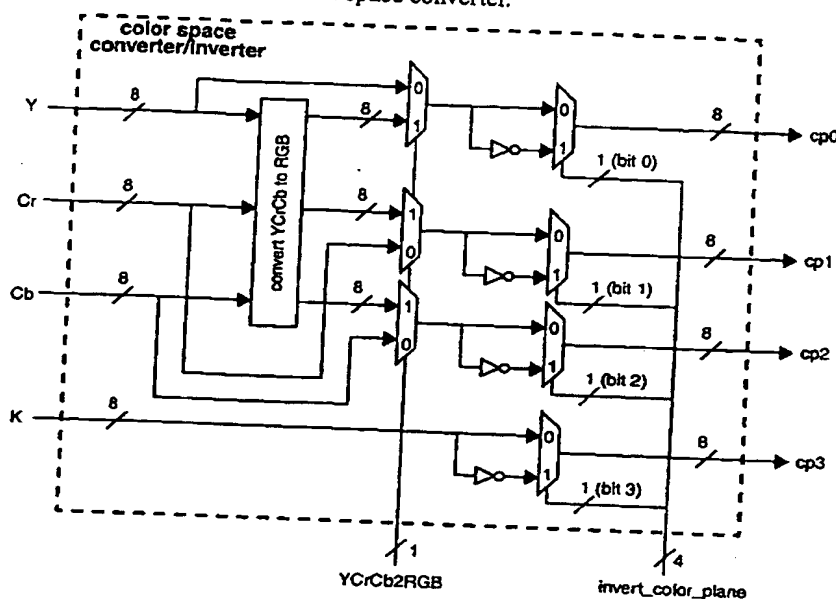 space converter.
color space
converter/inverter
Y
8
convert YCrCb to RGB
8
0
1
0
1
8
cp0
1 (bit 0)
Cr
8
8
1
0
0
1
8
cp1
1 (bit 1)
Cb
8
8
1
0
0
1
8
cp2
1 (bit 2)
K
8
0
1
8
cp3
1 (bit 3)
1
YCrCb2RGB
4
invert_color_plane